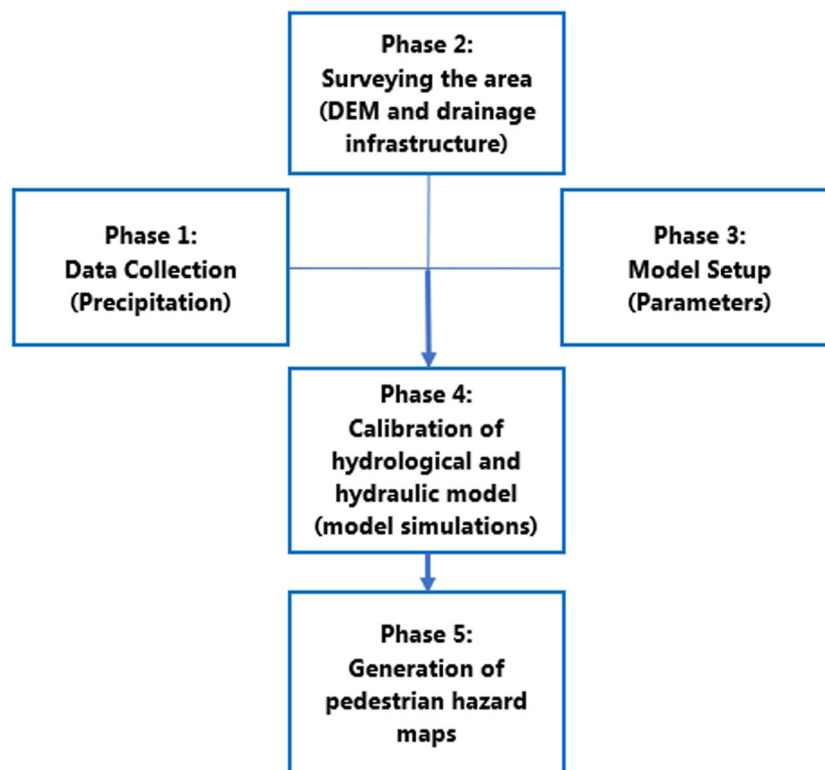 Phase 2:
Surveying the area
(DEM and drainage
infrastructure)
Phase 1:
Data Collection
(Precipitation)
Phase 3:
Model Setup
(Parameters)
Phase 4:
Calibration of
hydrological and
hydraulic model
(model simulations)
Phase 5:
Generation of
pedestrian hazard
maps